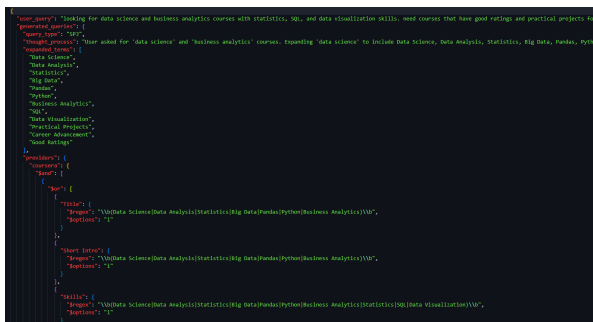 {
"user_query": "looking for data science and business analytics courses with statistics, SQL, and data visualization skills. need courses that have good ratings and practical projects Fo
"generated_queries": {
"query_type": "SPJ",
"thought_process": "User asked for 'data science' and 'business analytics' courses. Expanding 'data science' to include Data Science, Data Analysis, Statistics, Big Data, Pandas, Pyth
"expanded_terms": [
"Data Science",
"Data Analysis",
"Statistics",
"Big Data",
"Pandas",
"Python",
"Business Analytics",
"SQL",
"Data Visualization",
"Practical Projects",
"Career Advancement",
"Good Ratings"
],
"providers": {
"coursera": {
"$and": [
{
"$or": [
{
"Title": {
"$regex": "\\b(Data Science|Data Analysis|Statistics|Big Data|Pandas|Python|Business Analytics)\\b",
"$options": "i"
}
},
{
"Short Intro": {
"$regex": "\\b(Data Science|Data Analysis|Statistics|Big Data|Pandas|Python|Business Analytics)\\b",
"$options": "i"
}
},
{
"Skills": {
"$regex": "\\b(Data Science|Data Analysis|Statistics|Big Data|Pandas|Python|Business Analytics|Statistics|SQL|Data Visualization)\\b",
"$options": "i"
}